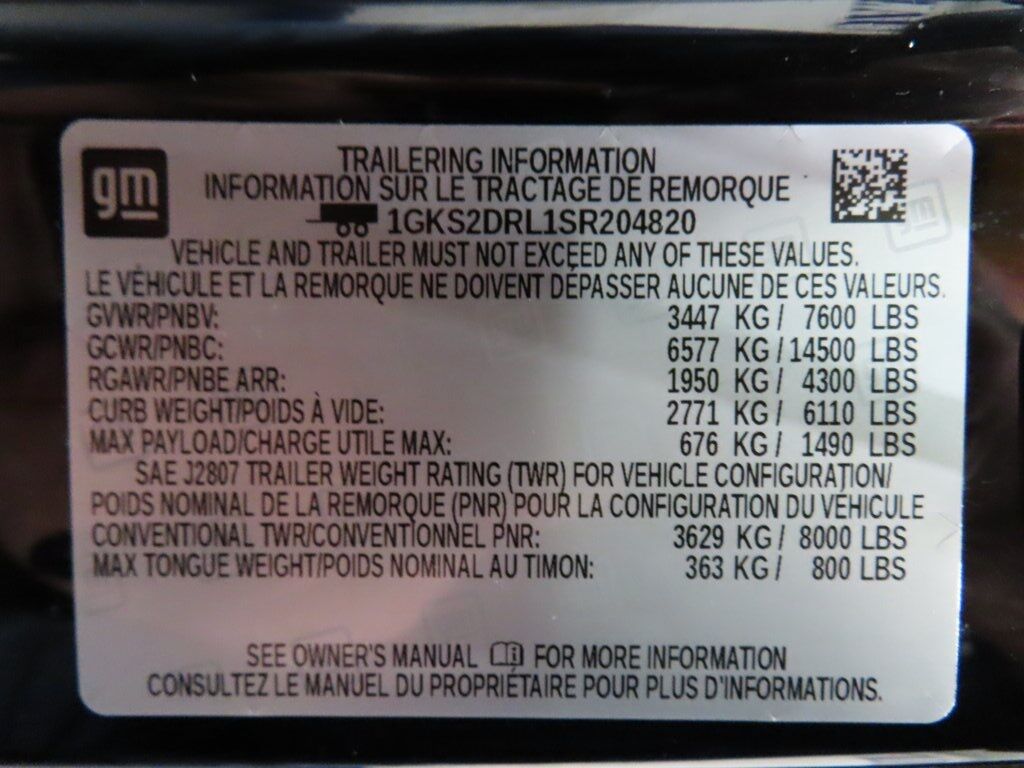 gm
TRAILERING INFORMATION
INFORMATION SUR LE TRACTAGE DE REMORQUE
1GKS2DRL1SR204820
VEHICLE AND TRAILER MUST NOT EXCEED ANY OF THESE VALUES.
LE VÉHICULE ET LA REMORQUE NE DOIVENT DÉPASSER AUCUNE DE CES VALEURS.
GVWR/PNBV: 3447 KG / 7600 LBS
GCWR/PNBC: 6577 KG / 14500 LBS
RGAWR/PNBE ARR: 1950 KG / 4300 LBS
CURB WEIGHT/POIDS À VIDE: 2771 KG / 6110 LBS
MAX PAYLOAD/CHARGE UTILE MAX: 676 KG / 1490 LBS
SAE J2807 TRAILER WEIGHT RATING (TWR) FOR VEHICLE CONFIGURATION/
POIDS NOMINAL DE LA REMORQUE (PNR) POUR LA CONFIGURATION DU VÉHICULE
CONVENTIONAL TWR/CONVENTIONNEL PNR: 3629 KG / 8000 LBS
MAX TONGUE WEIGHT/POIDS NOMINAL AU TIMON: 363 KG / 800 LBS
SEE OWNER'S MANUAL FOR MORE INFORMATION
CONSULTEZ LE MANUEL DU PROPRIÉTAIRE POUR PLUS D'INFORMATIONS.